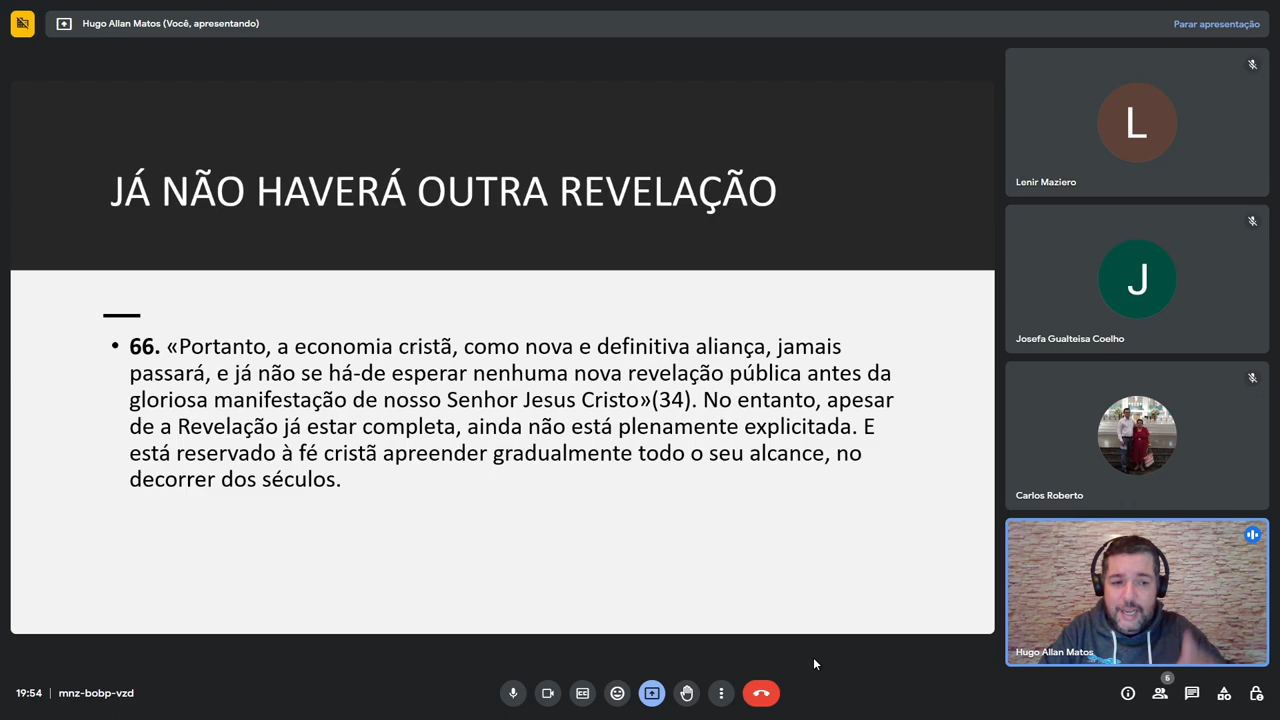 Hugo Allan Matos (Você, apresentando)
Parar apresentação
JÁ NÃO HAVERÁ OUTRA REVELAÇÃO
• 66. «Portanto, a economia cristã, como nova e definitiva aliança, jamais
passará, e já não se há-de esperar nenhuma nova revelação pública antes da
gloriosa manifestação de nosso Senhor Jesus Cristo»(34). No entanto, apesar
de a Revelação já estar completa, ainda não está plenamente explicitada. E
está reservado à fé cristã apreender gradualmente todo o seu alcance, no
decorrer dos séculos.
L
Lenir Maziero
J
Josefa Gualteisa Coelho
Carlos Roberto
Hugo Allan Matos
19:54 | mnz-bobp-vzd
5